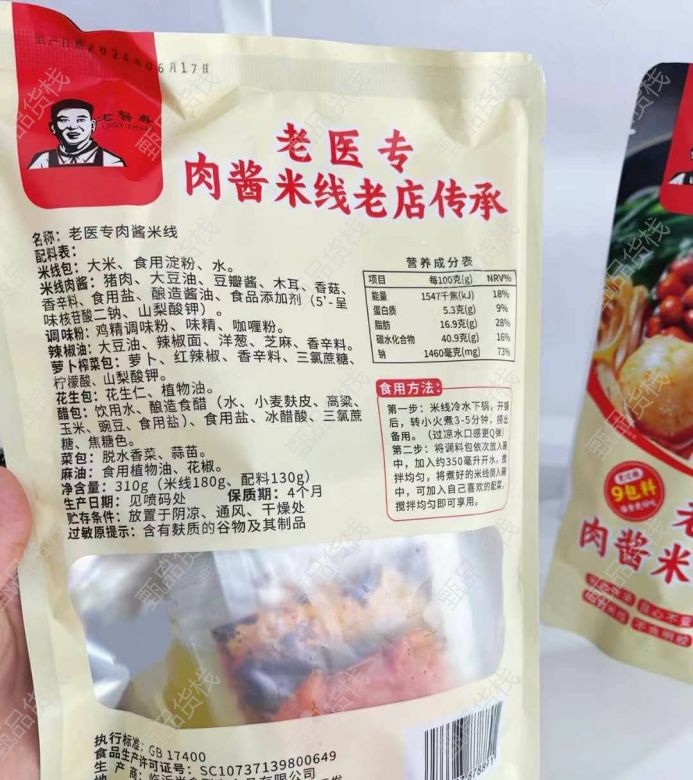 生产日期2024年06月17日
老醫專
LAOYIZHUAN
老医专
肉酱米线老店传承
名称：老医专肉酱米线
配料表：
米线包：大米、食用淀粉、水。
米线肉酱：猪肉、大豆油、豆瓣酱、木耳、香菇、
香辛料、食用盐、酿造酱油、食品添加剂（5'-呈
味核苷酸二钠、山梨酸钾）。
调味粉：鸡精调味粉、味精、咖喱粉。
辣椒油：大豆油、辣椒面、洋葱、芝麻、香辛料。
萝卜榨菜包：萝卜、红辣椒、香辛料、三氯蔗糖、
柠檬酸、山梨酸钾。
花生包：花生仁、植物油。
醋包：饮用水、酿造食醋（水、小麦麸皮、高粱、
玉米、豌豆、食用盐）、食用盐、冰醋酸、三氯蔗
糖、焦糖色。
菜包：脱水香菜、蒜苗。
麻油：食用植物油、花椒。
净含量：310g（米线180g、配料130g）
生产日期：见喷码处 保质期：4个月
贮存条件：放置于阴凉、通风、干燥处
过敏原提示：含有麸质的谷物及其制品
营养成分表
项目 每100克(g) NRV%
能量 1547千焦(kJ) 18%
蛋白质 5.3克(g) 9%
脂肪 16.9克(g) 28%
碳水化合物 40.9克(g) 16%
钠 1460毫克(mg) 73%
食用方法：
第一步：米线冷水下锅，开锅
后，转小火煮3-5分钟，捞出
备用。（过凉水口感更Q弹）
第二步：将调料包依次放入碗
中，加入约350毫升开水，搅
拌均匀，将煮好的米线倒入碗
中，可加入自己喜欢的配菜，
搅拌均匀即可享用。
执行标准：GB 17400
食品生产许可证号：SC10737139800649
生产商：临沂
9包料
老
肉酱米
甄品货栈